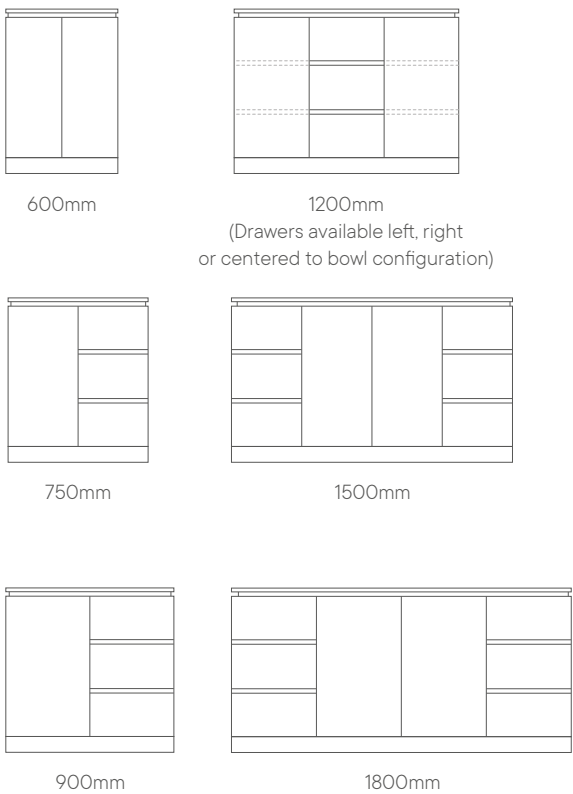 600mm
1200mm
(Drawers available left, right
or centered to bowl configuration)
750mm
1500mm
900mm
1800mm